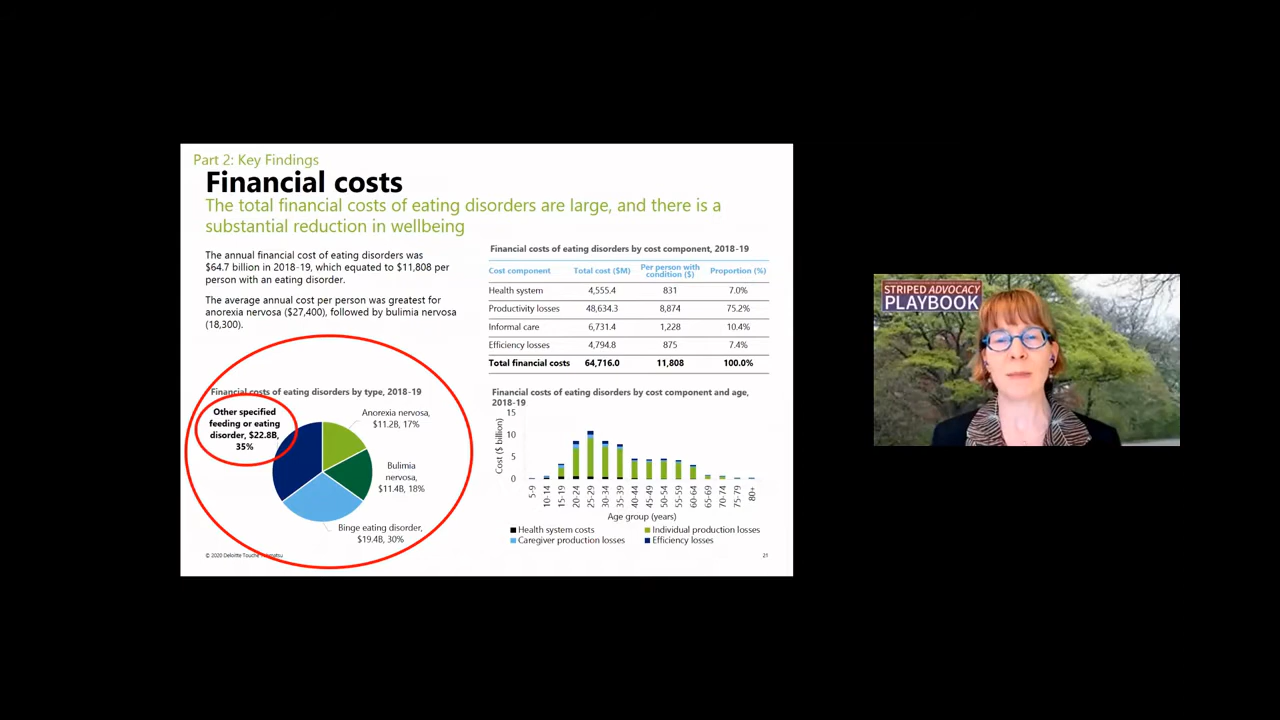 Part 2: Key Findings
Financial costs
The total financial costs of eating disorders are large, and there is a
substantial reduction in wellbeing
The annual financial cost of eating disorders was
$64.7 billion in 2018-19, which equated to $11,808 per
person with an eating disorder.
The average annual cost per person was greatest for
anorexia nervosa ($27,400), followed by bulimia nervosa
(18,300).
Financial costs of eating disorders by cost component, 2018-19
Cost component Total cost ($M) Per person with condition ($) Proportion (%)
Health system 4,555.4 831 7.0%
Productivity losses 48,634.3 8,874 75.2%
Informal care 6,731.4 1,228 10.4%
Efficiency losses 4,794.8 875 7.4%
Total financial costs 64,716.0 11,808 100.0%
Financial costs of eating disorders by type, 2018-19
Other specified
feeding or eating
disorder, $22.8B,
35%
Anorexia nervosa,
$11.2B, 17%
Bulimia
nervosa,
$11.4B, 18%
Binge eating disorder,
$19.4B, 30%
Financial costs of eating disorders by cost component and age,
2018-19
Cost ($ billion)
15
10
5
0
5-9 10-14 15-19 20-24 25-29 30-34 35-39 40-44 45-49 50-54 55-59 60-64 65-69 70-74 75-79 80+
Age group (years)
Health system costs Individual production losses
Caregiver production losses Efficiency losses
© 2020 Deloitte Touche
21
STRIPED ADVOCACY
PLAYBOOK